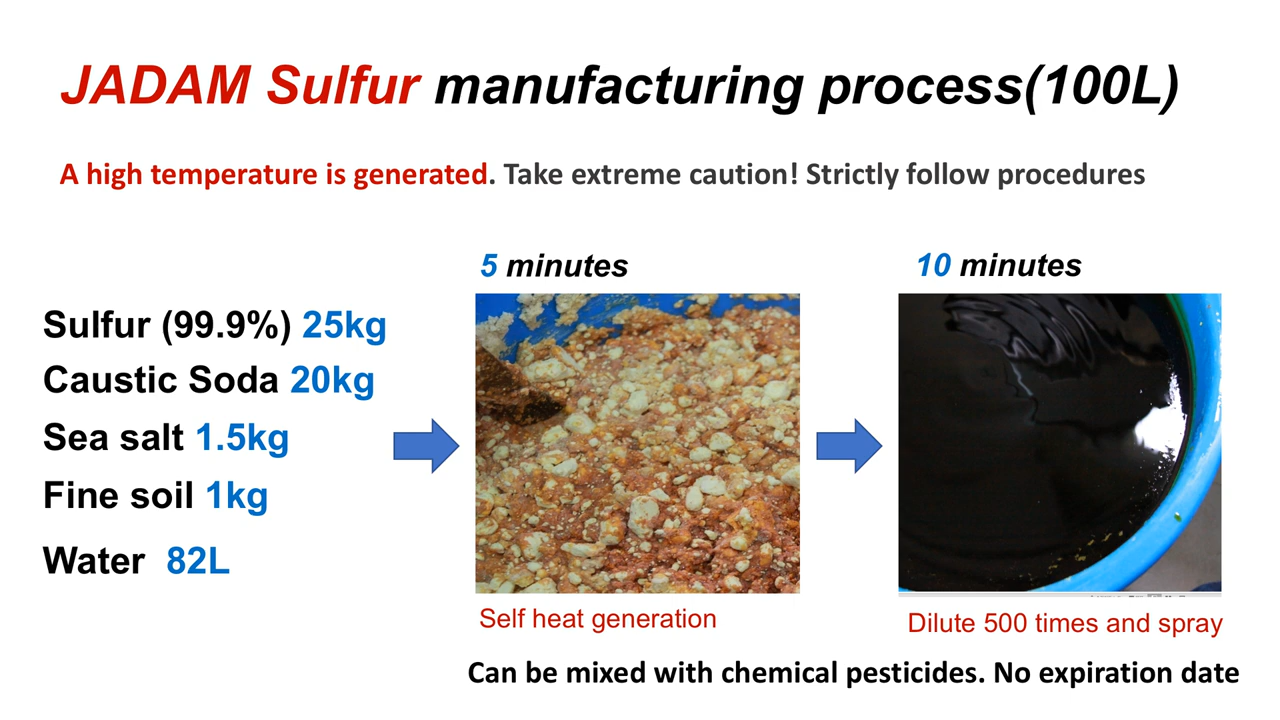 JADAM Sulfur manufacturing process(100L)
A high temperature is generated. Take extreme caution! Strictly follow procedures
5 minutes
10 minutes
Sulfur (99.9%) 25kg
Caustic Soda 20kg
Sea salt 1.5kg
Fine soil 1kg
Water 82L
Self heat generation
Dilute 500 times and spray
Can be mixed with chemical pesticides. No expiration date